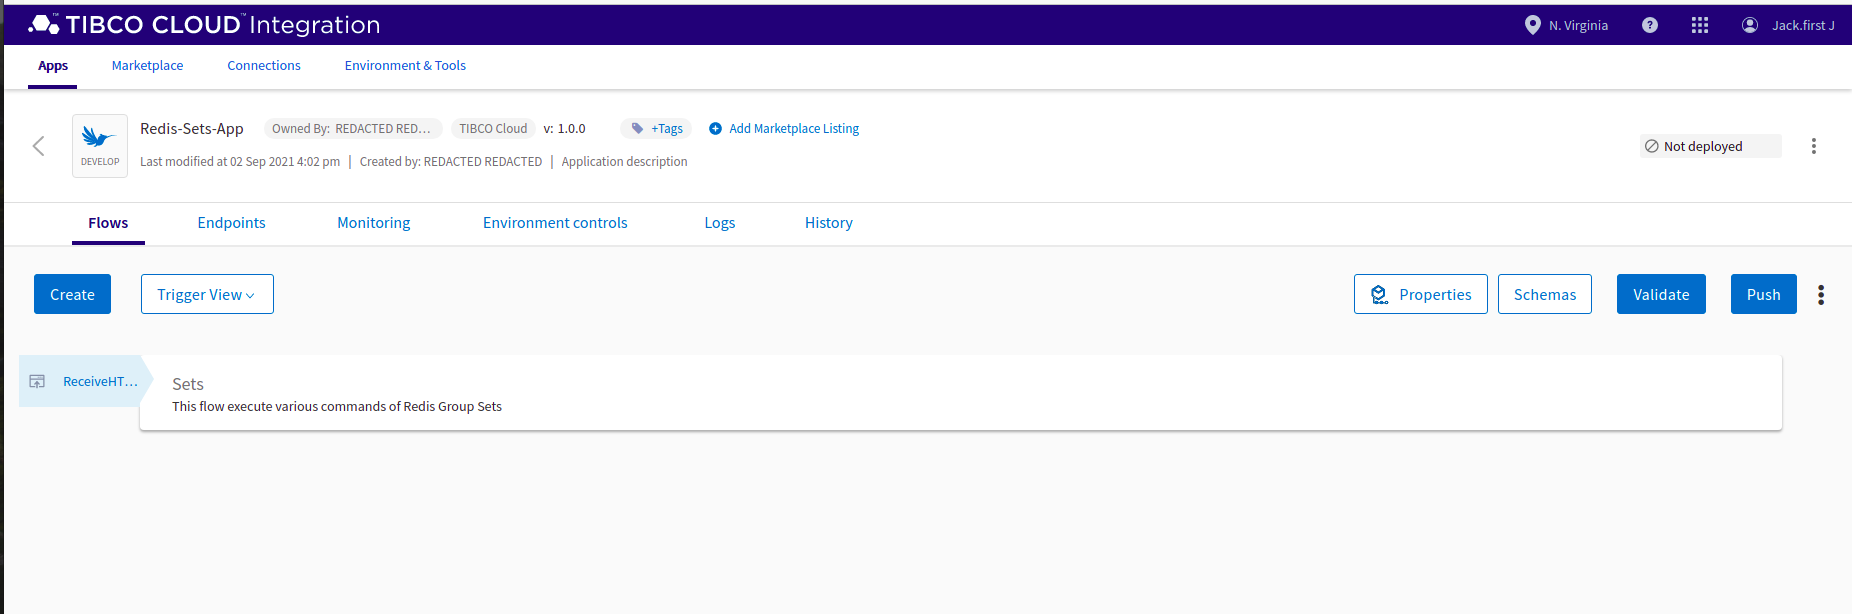 TIBCO CLOUD™ Integration
N. Virginia
?
Jack.first J
Apps
Marketplace
Connections
Environment & Tools
DEVELOP
Redis-Sets-App
Owned By: REDACTED RED...
TIBCO Cloud
v: 1.0.0
+Tags
Add Marketplace Listing
Last modified at 02 Sep 2021 4:02 pm | Created by: REDACTED REDACTED | Application description
Not deployed
Flows
Endpoints
Monitoring
Environment controls
Logs
History
Create
Trigger View
Properties
Schemas
Validate
Push
ReceiveHT...
Sets
This flow execute various commands of Redis Group Sets